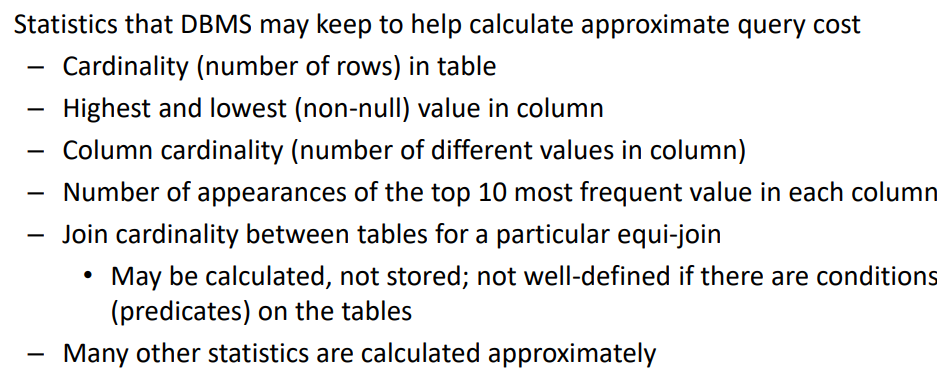 Statistics that DBMS may keep to help calculate approximate query cost
– Cardinality (number of rows) in table
– Highest and lowest (non-null) value in column
– Column cardinality (number of different values in column)
– Number of appearances of the top 10 most frequent value in each column
– Join cardinality between tables for a particular equi-join
• May be calculated, not stored; not well-defined if there are conditions
(predicates) on the tables
– Many other statistics are calculated approximately